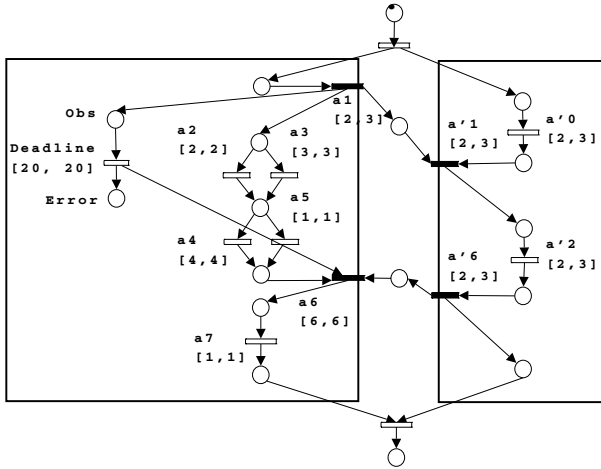 a1
[2,3]
a'1
[2,3]
a'0
[2,3]
Obs
a2
[2,2]
a3
[3,3]
Deadline
[20, 20]
Error
a5
[1,1]
a4
[4,4]
a'2
[2,3]
a'6
[2,3]
a6
[6,6]
a7
[1,1]